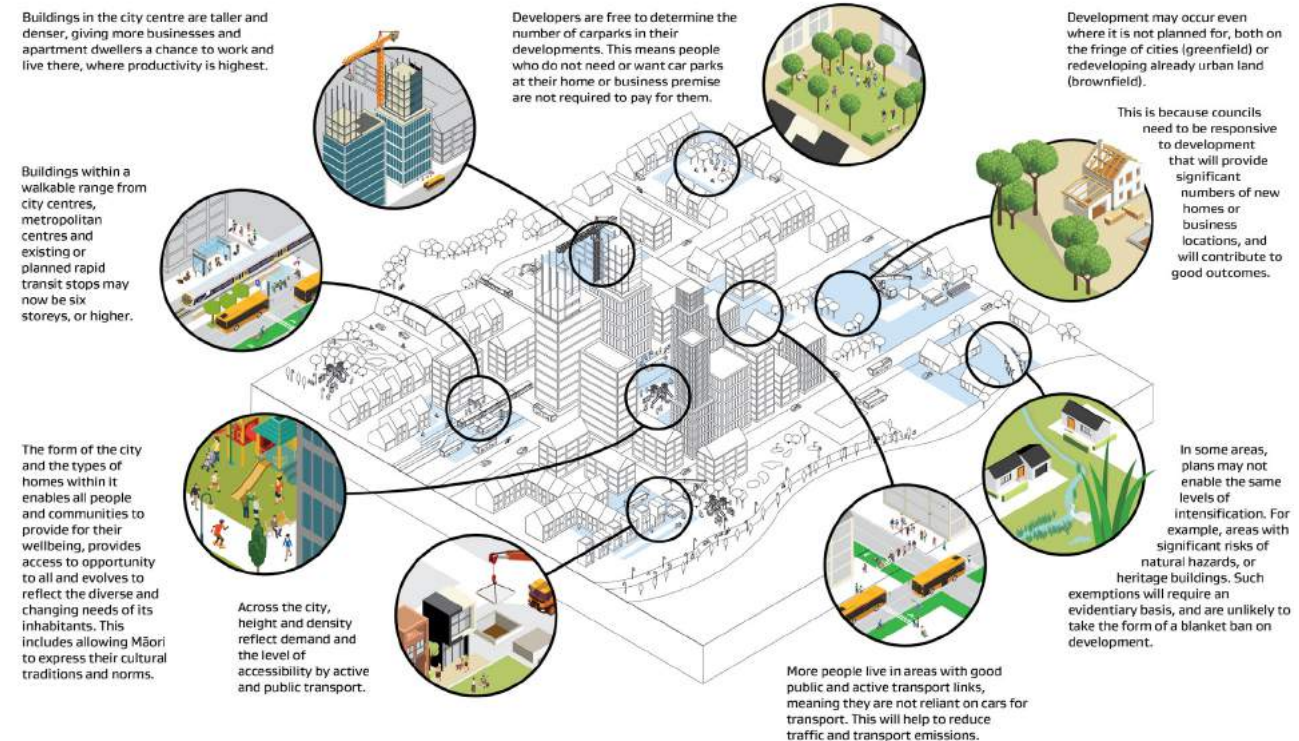 Buildings in the city centre are taller and
denser, giving more businesses and
apartment dwellers a chance to work and
live there, where productivity is highest.
Developers are free to determine the
number of carparks in their
developments. This means people
who do not need or want car parks
at their home or business premise
are not required to pay for them.
Development may occur even
where it is not planned for, both on
the fringe of cities (greenfield) or
redeveloping already urban land
(brownfield).
This is because councils
need to be responsive
to development
that will provide
significant
numbers of new
homes or
business
locations, and
will contribute to
good outcomes.
Buildings within a
walkable range from
city centres,
metropolitan
centres and
existing or
planned rapid
transit stops may
now be six
storeys, or higher.
The form of the city
and the types of
homes within it
enables all people
and communities to
provide for their
wellbeing, provides
access to opportunity
to all and evolves to
reflect the diverse and
changing needs of its
inhabitants. This
includes allowing Māori
to express their cultural
traditions and norms.
Across the city,
height and density
reflect demand and
the level of
accessibility by active
and public transport.
More people live in areas with good
public and active transport links,
meaning they are not reliant on cars for
transport. This will help to reduce
traffic and transport emissions.
In some areas,
plans may not
enable the same
levels of
intensification. For
example, areas with
significant risks of
natural hazards, or
heritage buildings. Such
exemptions will require an
evidentiary basis, and are unlikely to
take the form of a blanket ban on
development.